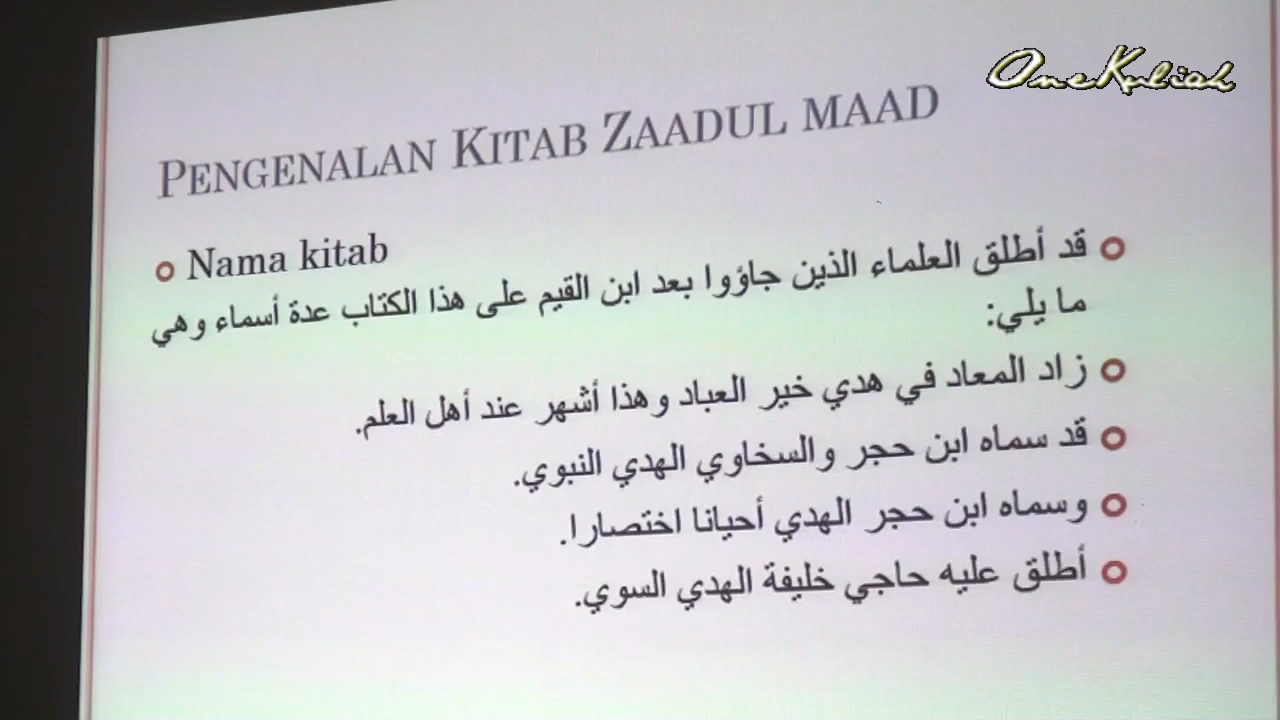 OneKuliah
PENGENALAN KITAB ZAADUL MAAD
Nama kitab
قد أطلق العلماء الذين جاؤوا بعد ابن القيم على هذا الكتاب عدة أسماء وهي
ما يلي:
زاد المعاد في هدي خير العباد وهذا أشهر عند أهل العلم.
قد سماه ابن حجر والسخاوي الهدي النبوي.
وسماه ابن حجر الهدي أحيانا اختصارا.
أطلق عليه حاجي خليفة الهدي السوي.